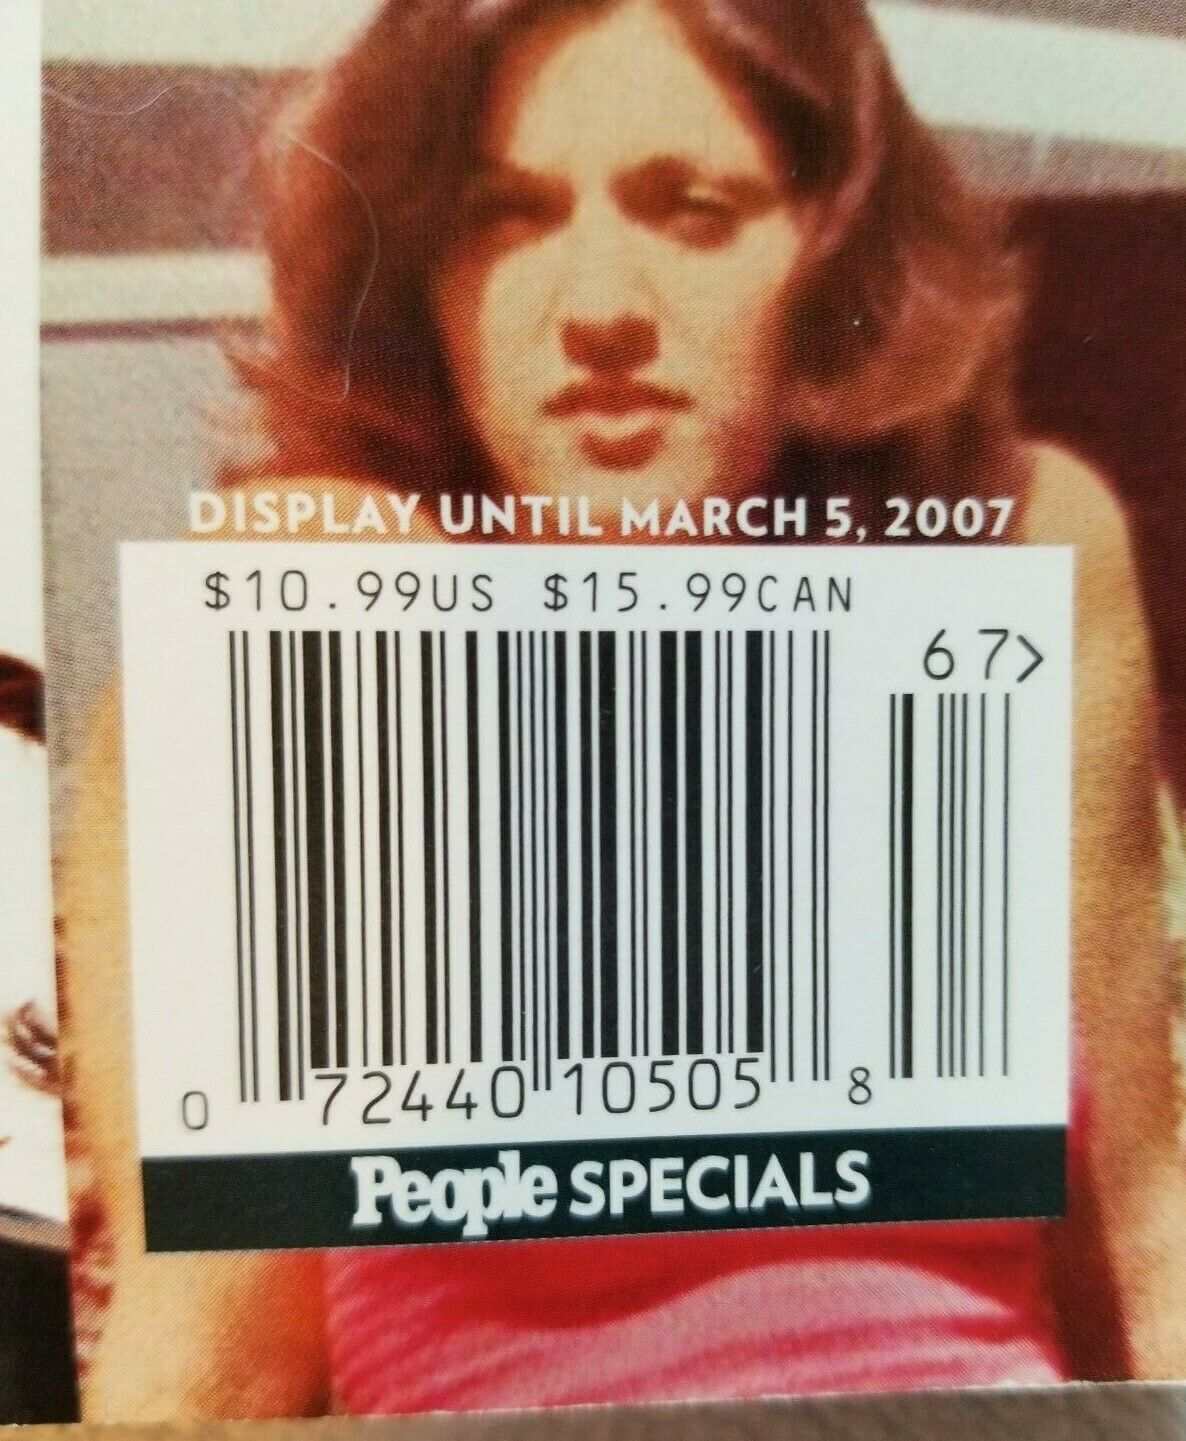 DISPLAY UNTIL MARCH 5, 2007
$10.99US $15.99CAN
67>
0 72440 10505 8
People SPECIALS